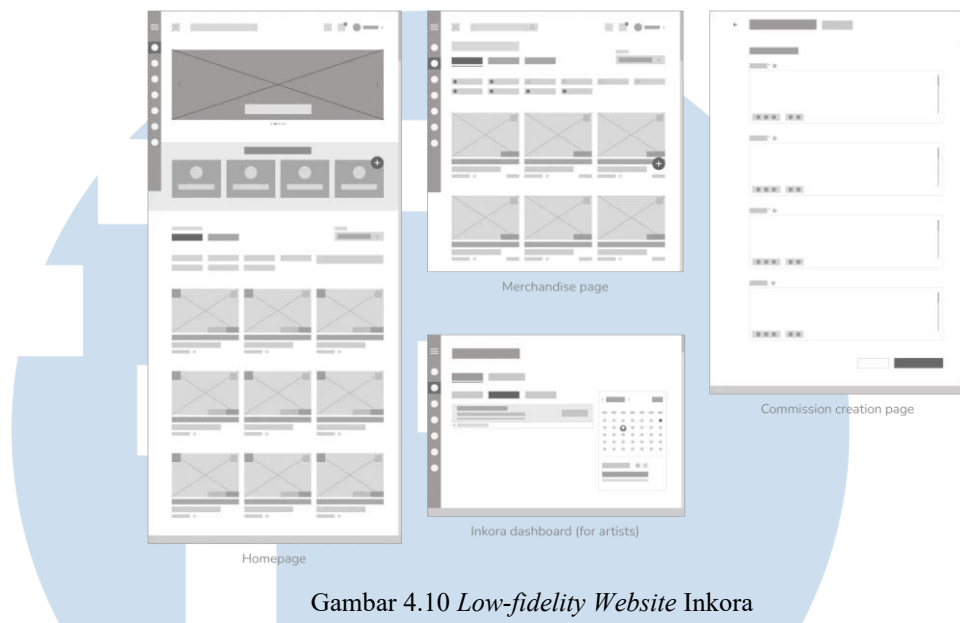 Merchandise page
Commission creation page
Inkora dashboard (for artists)
Homepage
Gambar 4.10 Low-fidelity Website Inkora